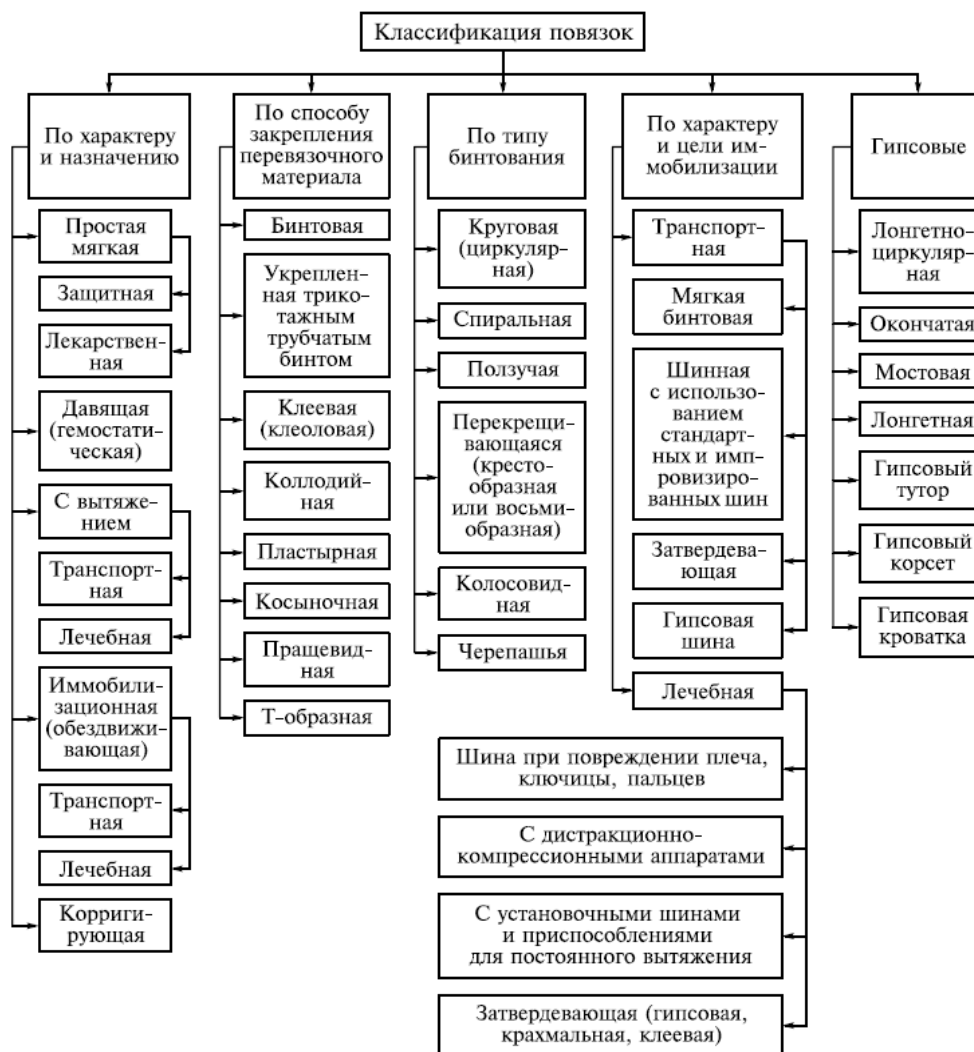 Классификация повязок
По характеру
и назначению
Простая
мягкая
Защитная
Лекарствен-
ная
Давящая
(гемостати-
ческая)
С вытяже-
нием
Транспорт-
ная
Лечебная
Иммобили-
зационная
(обездвижи-
вающая)
Транспорт-
ная
Лечебная
Корриги-
рующая
По способу
закрепления
перевязочного
материала
Бинтовая
Укреплен-
ная трико-
тажным
трубчатым
бинтом
Клеевая
(клеоловая)
Коллодий-
ная
Пластырная
Косыночная
Пращевид-
ная
Т-образная
По типу
бинтования
Круговая
(циркуляр-
ная)
Спиральная
Ползучая
Перекрещи-
вающаяся
(кресто-
образная
или восьми-
образная)
Колосовид-
ная
Черепашья
По характеру
и цели им-
мобилизации
Транспорт-
ная
Мягкая
бинтовая
Шинная
с исполь-
зованием
стандарт-
ных и имп-
ровизиро-
ванных шин
Затвердева-
ющая
Гипсовая
шина
Лечебная
Шина при повреждении плеча,
ключицы, пальцев
С дистракционно-
компрессионными аппаратами
С установочными шинами
и приспособлениями
для постоянного вытяжения
Затвердевающая (гипсовая,
крахмальная, клеевая)
Гипсовые
Лонгетно-
циркуляр-
ная
Окончатая
Мостовая
Лонгетная
Гипсовый
тутор
Гипсовый
корсет
Гипсовая
кроватка